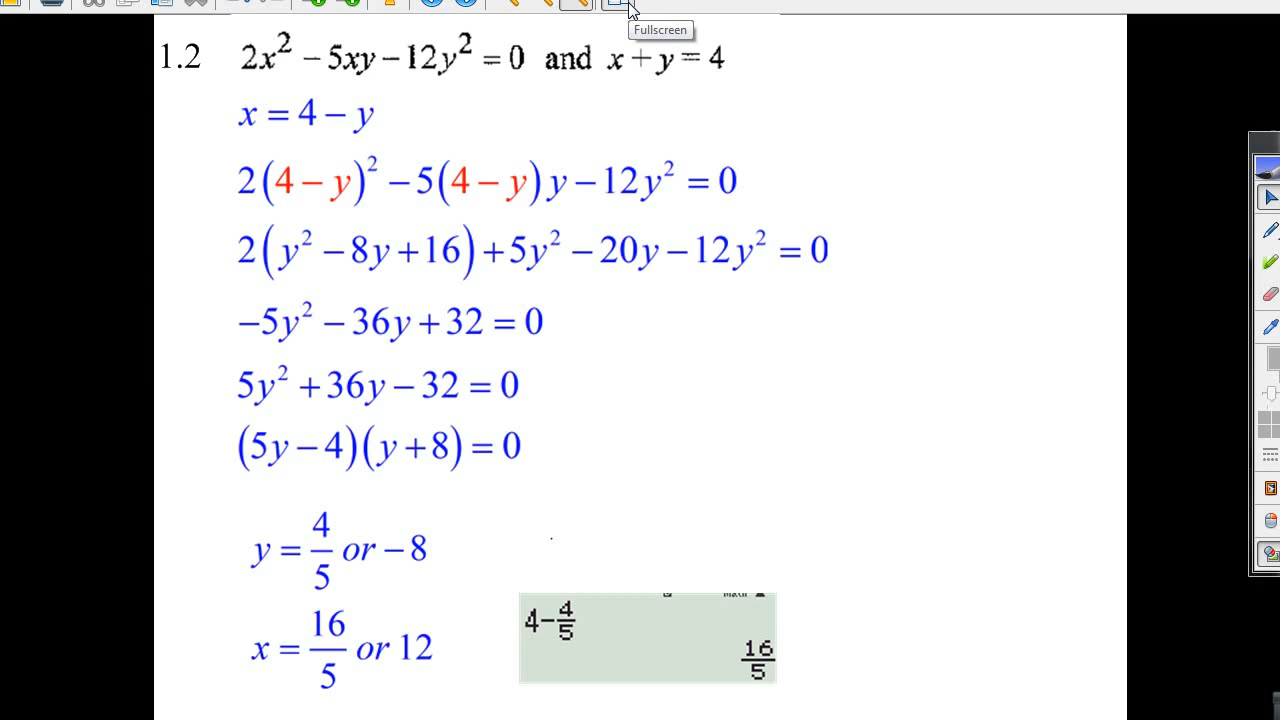 Fullscreen
1.2 2x² − 5xy − 12y² = 0 and x + y = 4
x = 4 − y
2(4 − y)² − 5(4 − y)y − 12y² = 0
2(y² − 8y + 16) + 5y² − 20y − 12y² = 0
−5y² − 36y + 32 = 0
5y² + 36y − 32 = 0
(5y − 4)(y + 8) = 0
y = 4/5 or − 8
x = 16/5 or 12
4−4/5
16/5